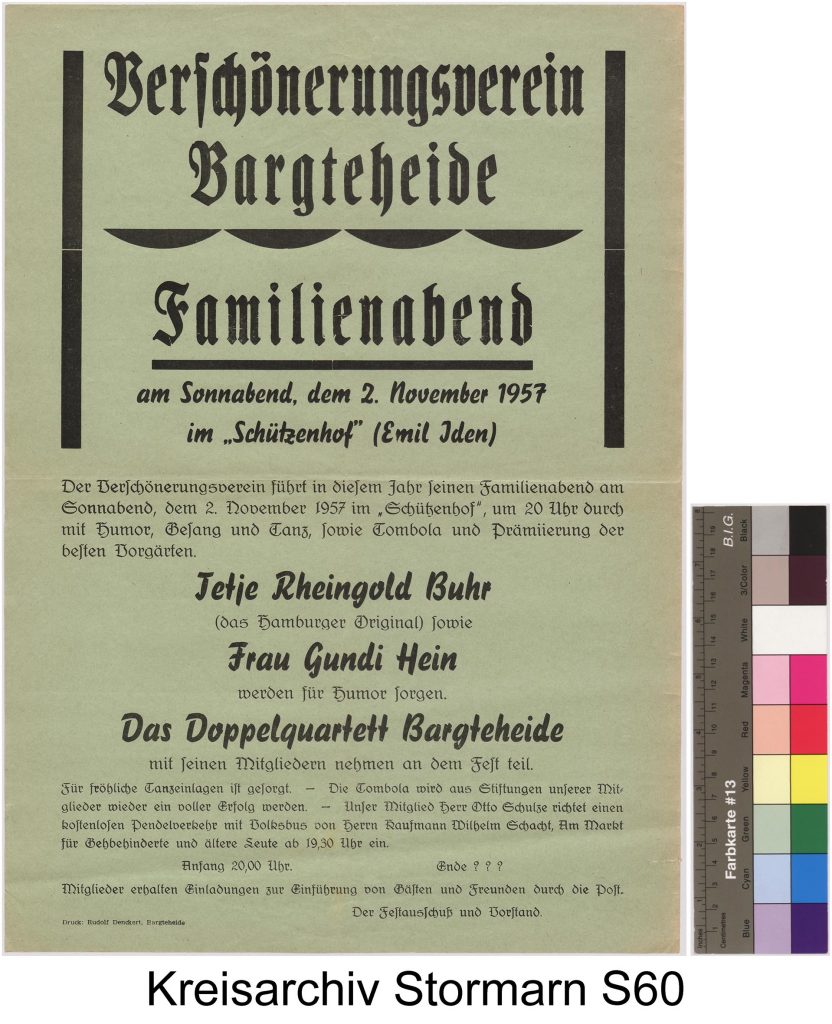 Verschönerungsverein
Bargteheide
Familienabend
am Sonnabend, dem 2. November 1957
im „Schützenhof" (Emil Iden)
Der Verschönerungsverein führt in diesem Jahr seinen Familienabend am
Sonnabend, dem 2. November 1957 im „Schützenhof", um 20 Uhr durch
mit Humor, Gesang und Tanz, sowie Tombola und Prämiierung der
besten Vorgärten.
Tetje Rheingold Buhr
(das Hamburger Original) sowie
Frau Gundi Hein
werden für Humor sorgen.
Das Doppelquartett Bargteheide
mit seinen Mitgliedern nehmen an dem Fest teil.
Für fröhliche Tanzeinlagen ist gesorgt. — Die Tombola wird aus Stiftungen unserer Mit-
glieder wieder ein voller Erfolg werden. — Unser Mitglied Herr Otto Schulze richtet einen
kostenlosen Pendelverkehr mit Volksbus von Herrn Kaufmann Wilhelm Schacht, Am Markt
für Gehbehinderte und ältere Leute ab 19,30 Uhr ein.
Anfang 20,00 Uhr. Ende ? ? ?
Mitglieder erhalten Einladungen zur Einführung von Gästen und Freunden durch die Post.
Der Festausschuß und Vorstand.
Druck: Rudolf Denckert, Bargteheide
B.I.G.
Farbkarte #13
Inches
Centimetres
Blue
Cyan
Green
Yellow
Red
Magenta
White
3/Color
Black
Kreisarchiv Stormarn S60